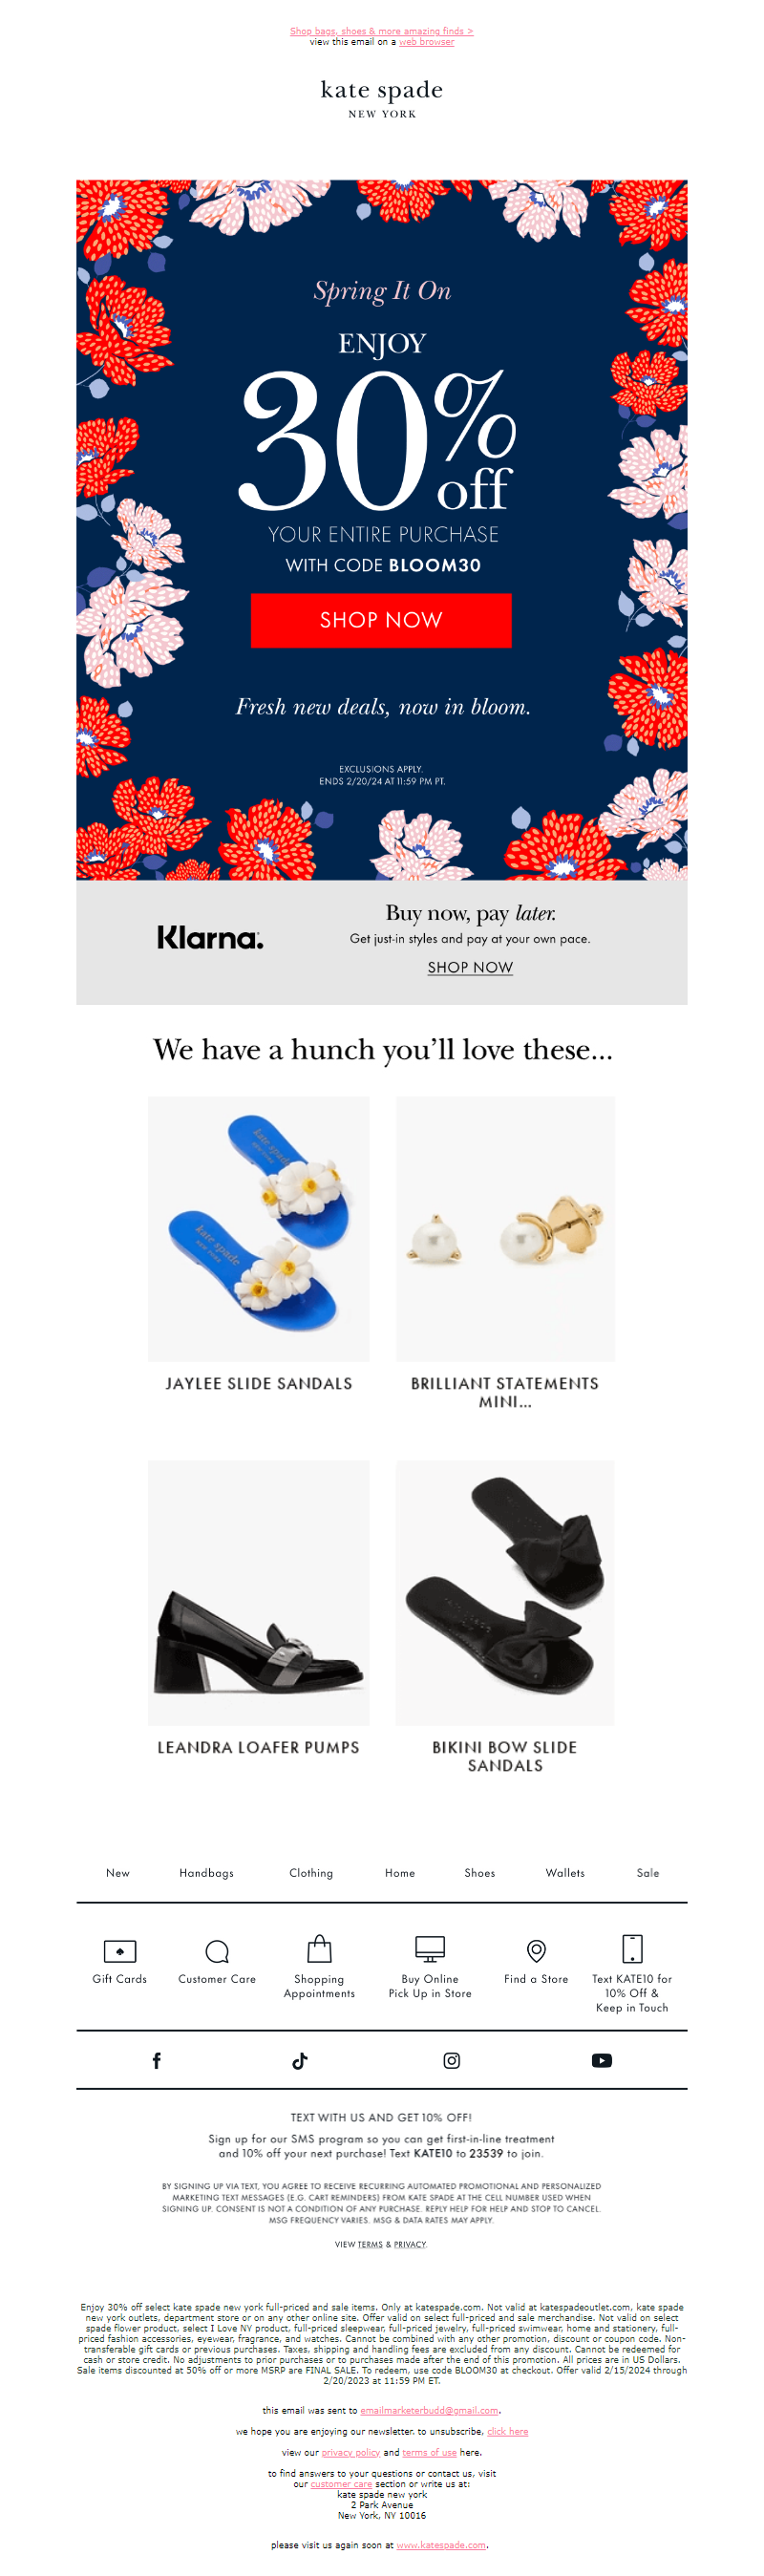 Shop bags, shoes & more amazing finds >
view this email on a web browser
kate spade
NEW YORK
Spring It On
ENJOY
30% off
YOUR ENTIRE PURCHASE
WITH CODE BLOOM30
SHOP NOW
Fresh new deals, now in bloom.
EXCLUSIONS APPLY.
ENDS 2/20/24 AT 11:59 PM PT.
Klarna.
Buy now, pay later.
Get just-in styles and pay at your own pace.
SHOP NOW
We have a hunch you'll love these...
kate spade
NEW YORK
kate spade
NEW YORK
JAYLEE SLIDE SANDALS
BRILLIANT STATEMENTS
MINI...
LEANDRA LOAFER PUMPS
BIKINI BOW SLIDE
SANDALS
New Handbags Clothing Home Shoes Wallets Sale
Gift Cards
Customer Care
Shopping
Appointments
Buy Online
Pick Up in Store
Find a Store
Text KATE10 for
10% Off &
Keep in Touch
TEXT WITH US AND GET 10% OFF!
Sign up for our SMS program so you can get first-in-line treatment
and 10% off your next purchase! Text KATE10 to 23539 to join.
BY SIGNING UP VIA TEXT, YOU AGREE TO RECEIVE RECURRING AUTOMATED PROMOTIONAL AND PERSONALIZED
MARKETING TEXT MESSAGES (E.G. CART REMINDERS) FROM KATE SPADE AT THE CELL NUMBER USED WHEN
SIGNING UP. CONSENT IS NOT A CONDITION OF ANY PURCHASE. REPLY HELP FOR HELP AND STOP TO CANCEL.
MSG FREQUENCY VARIES. MSG & DATA RATES MAY APPLY.
VIEW TERMS & PRIVACY.
Enjoy 30% off select kate spade new york full-priced and sale items. Only at katespade.com. Not valid at katespadeoutlet.com, kate spade
new york outlets, department store or on any other online site. Offer valid on select full-priced and sale merchandise. Not valid on select
spade flower product, select I Love NY product, full-priced sleepwear, full-priced jewelry, full-priced swimwear, home and stationery, full-
priced fashion accessories, eyewear, fragrance, and watches. Cannot be combined with any other promotion, discount or coupon code. Non-
transferable gift cards or previous purchases. Taxes, shipping and handling fees are excluded from any discount. Cannot be redeemed for
cash or store credit. No adjustments to prior purchases or to purchases made after the end of this promotion. All prices are in US Dollars.
Sale items discounted at 50% off or more MSRP are FINAL SALE. To redeem, use code BLOOM30 at checkout. Offer valid 2/15/2024 through
2/20/2023 at 11:59 PM ET.
this email was sent to emailmarketerbudd@gmail.com.
we hope you are enjoying our newsletter. to unsubscribe, click here
view our privacy policy and terms of use here.
to find answers to your questions or contact us, visit
our customer care section or write us at:
kate spade new york
2 Park Avenue
New York, NY 10016
please visit us again soon at www.katespade.com.